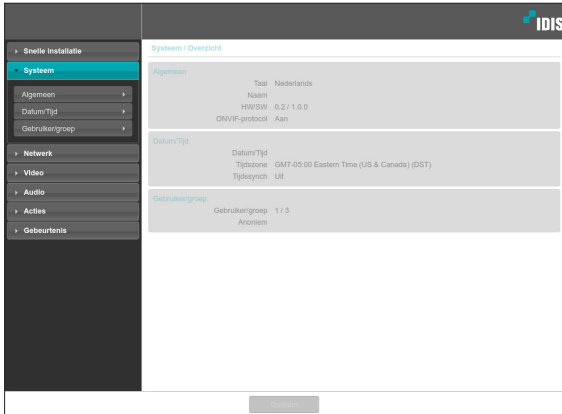 IDIS
Snelle installatie
Systeem
Algemeen
Datum/Tijd
Gebruiker/groep
Netwerk
Video
Audio
Acties
Gebeurtenis
Systeem / Overzicht
Algemeen
Taal Nederlands
Naam
HW/SW 0.2 / 1.0.0
ONVIF-protocol Aan
Datum/Tijd
Datum/Tijd
Tijdszone GMT-05:00 Eastern Time (US & Canada) (DST)
Tijdssynch Uit
Gebruiker/groep
Gebruiker/groep 1 / 3
Anoniem